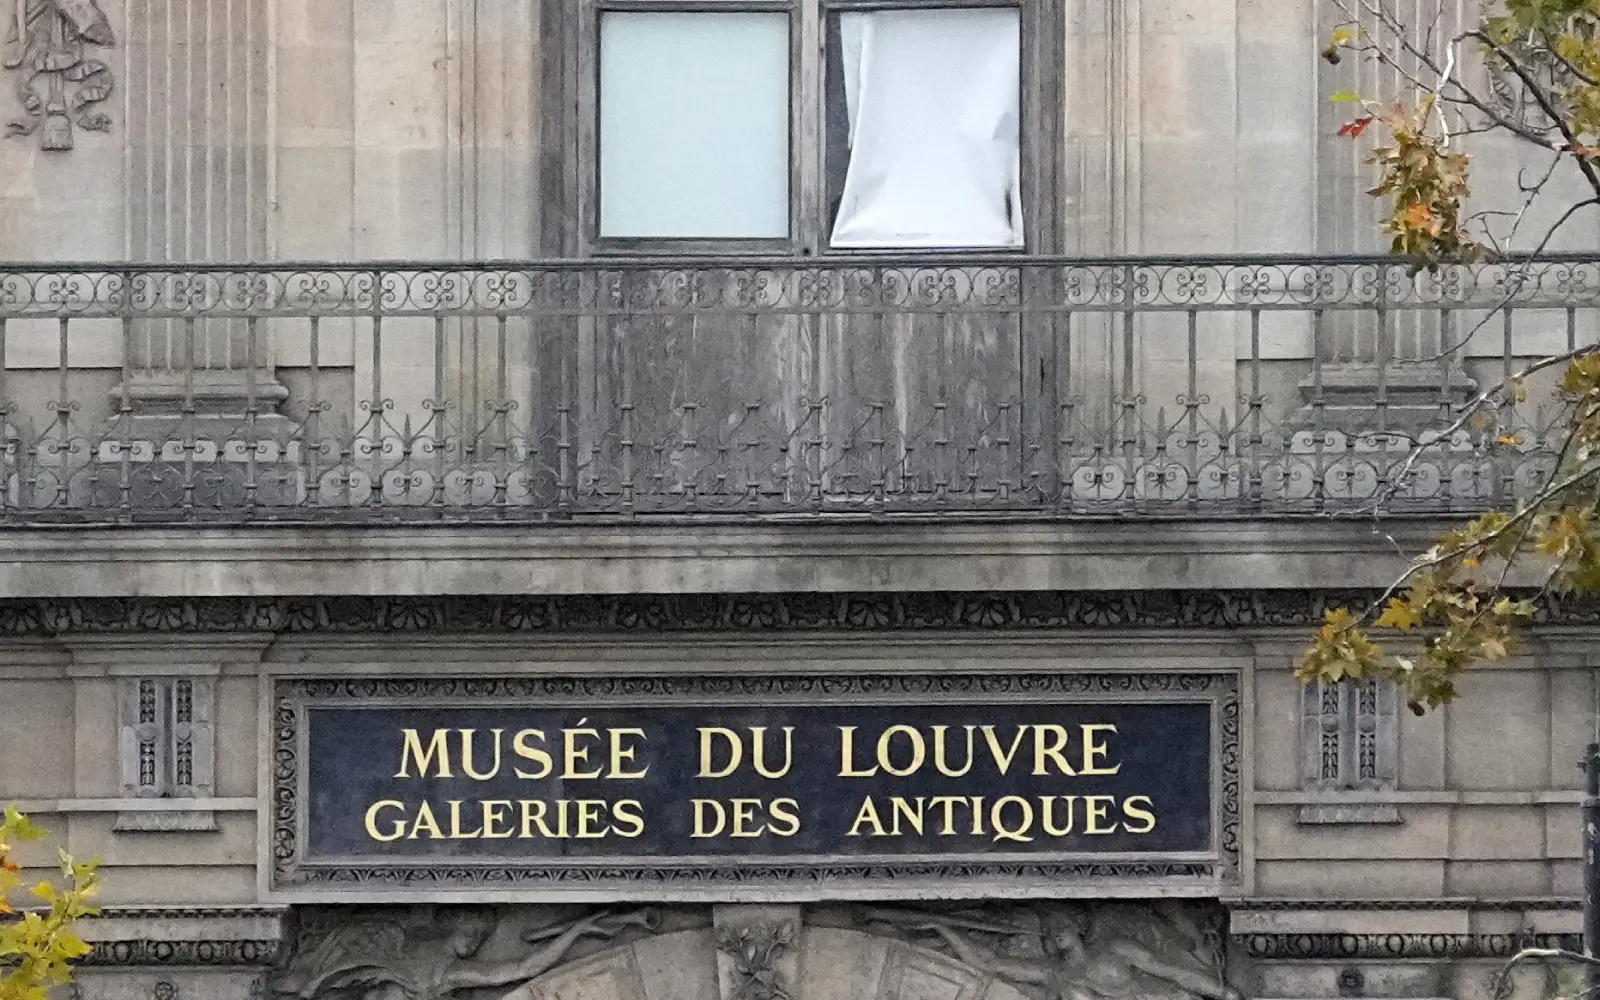 MUSÉE DU LOUVRE
GALERIES DES ANTIQUES